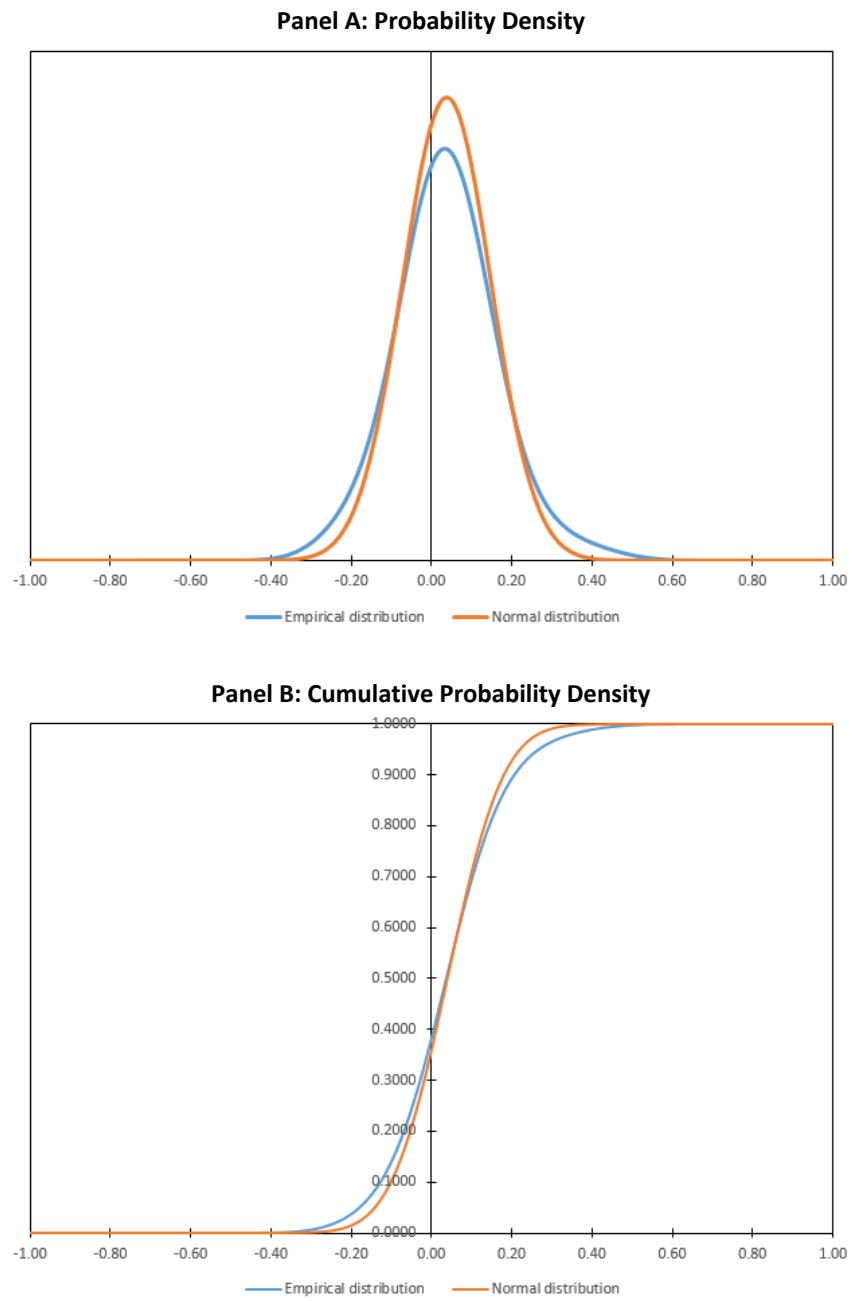 Panel A: Probability Density
-1.00 -0.80 -0.60 -0.40 -0.20 0.00 0.20 0.40 0.60 0.80 1.00
Empirical distribution Normal distribution
Panel B: Cumulative Probability Density
1.0000
0.9000
0.8000
0.7000
0.6000
0.5000
0.4000
0.3000
0.2000
0.1000
0.0000
-1.00 -0.80 -0.60 -0.40 -0.20 0.00 0.20 0.40 0.60 0.80 1.00
Empirical distribution Normal distribution